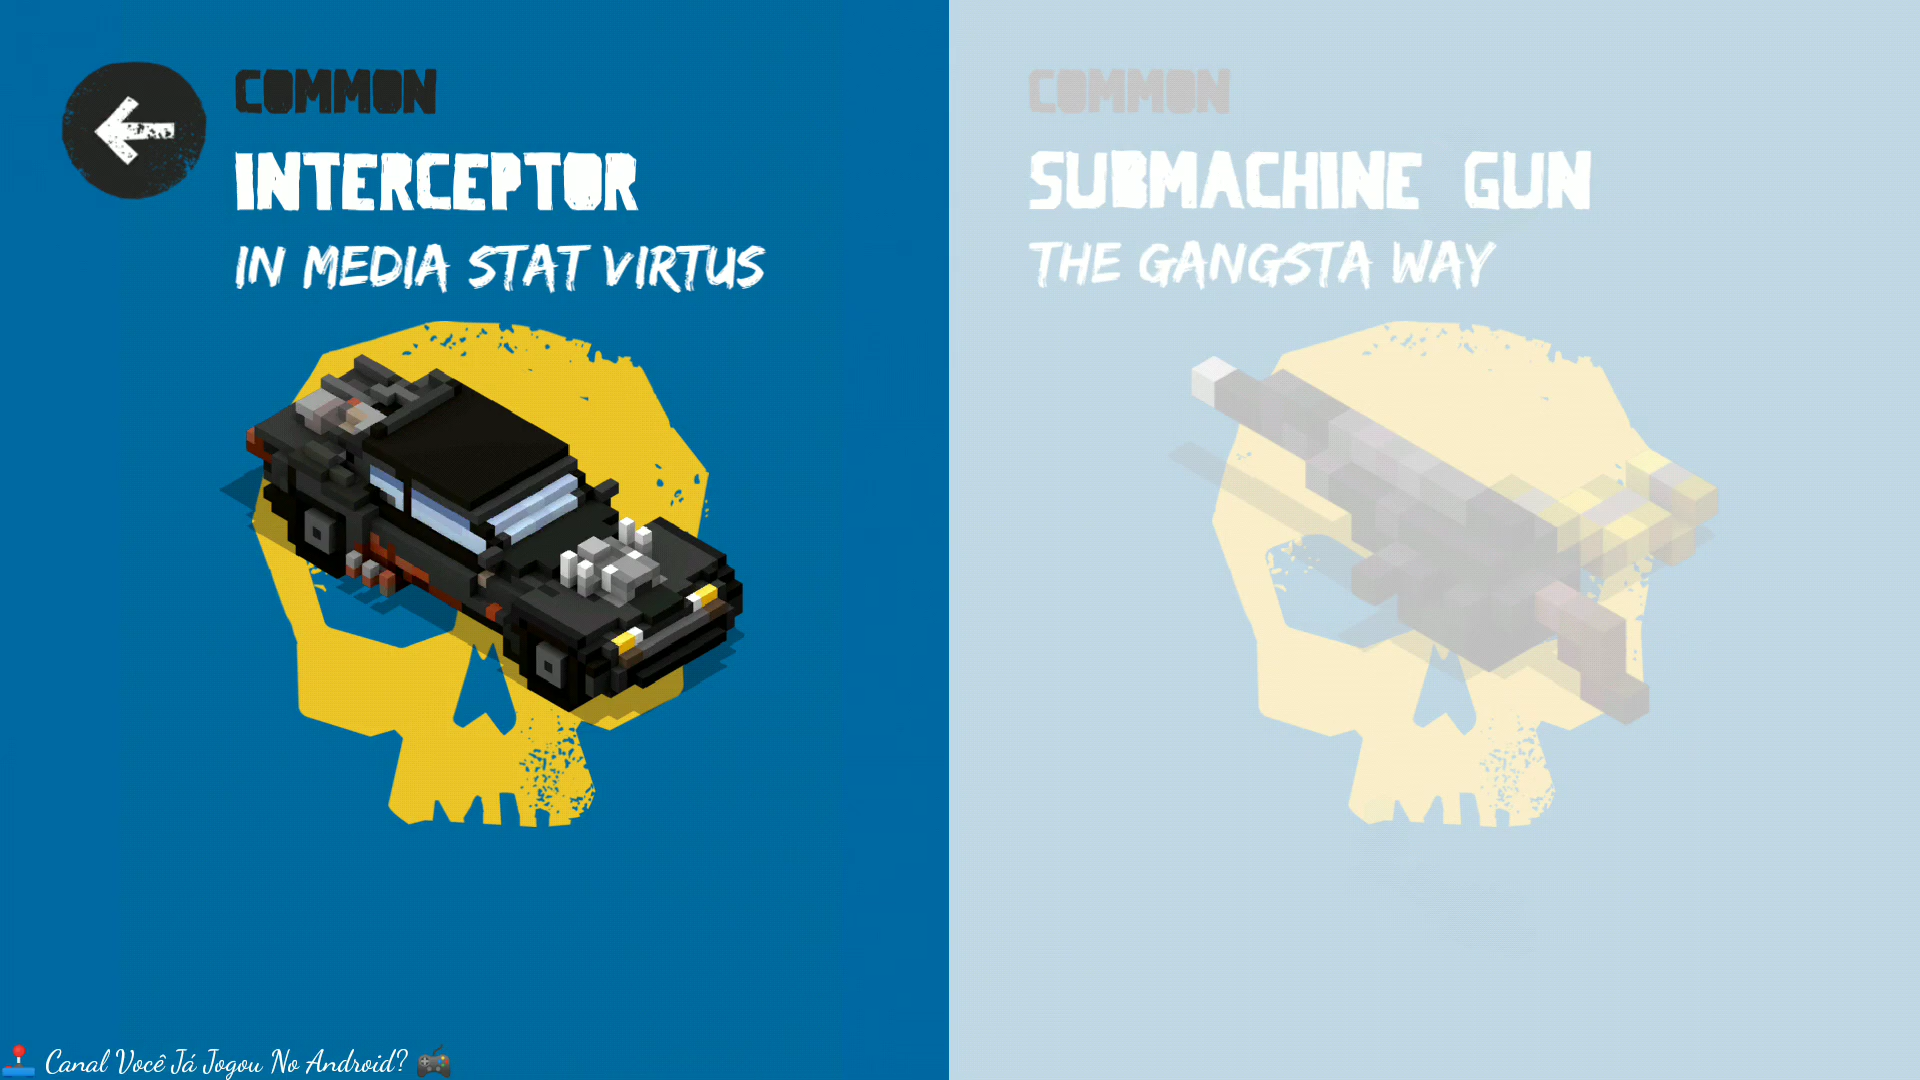 COMMON
INTERCEPTOR
IN MEDIA STAT VIRTUS
COMMON
SUBMACHINE GUN
THE GANGSTA WAY
Canal Você Já Jogou No Android?